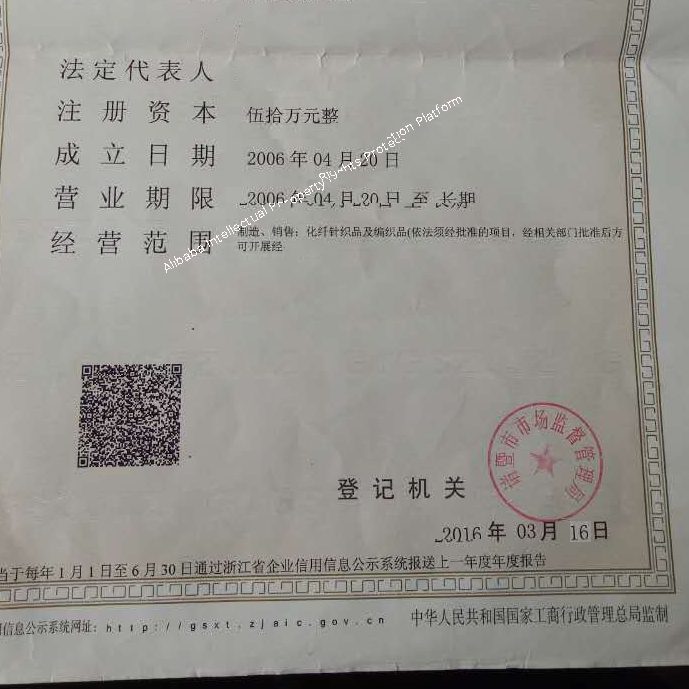 法定代表人
注册资本 伍拾万元整
成立日期 2006年04月20日
营业期限 2006年04月20日至长期
经营范围 制造、销售：化纤针织品及编织品(依法须经批准的项目，经相关部门批准后方
可开展经
Alibaba Intellectual Property Rights Protation Platform
诸暨市市场监督管理局
登记机关
2016年03月16日
当于每年1月1日至6月30日通过浙江省企业信用信息公示系统报送上一年度年度报告
信息公示系统网址：http://gsxt.zjaic.gov.cn
中华人民共和国国家工商行政管理总局监制